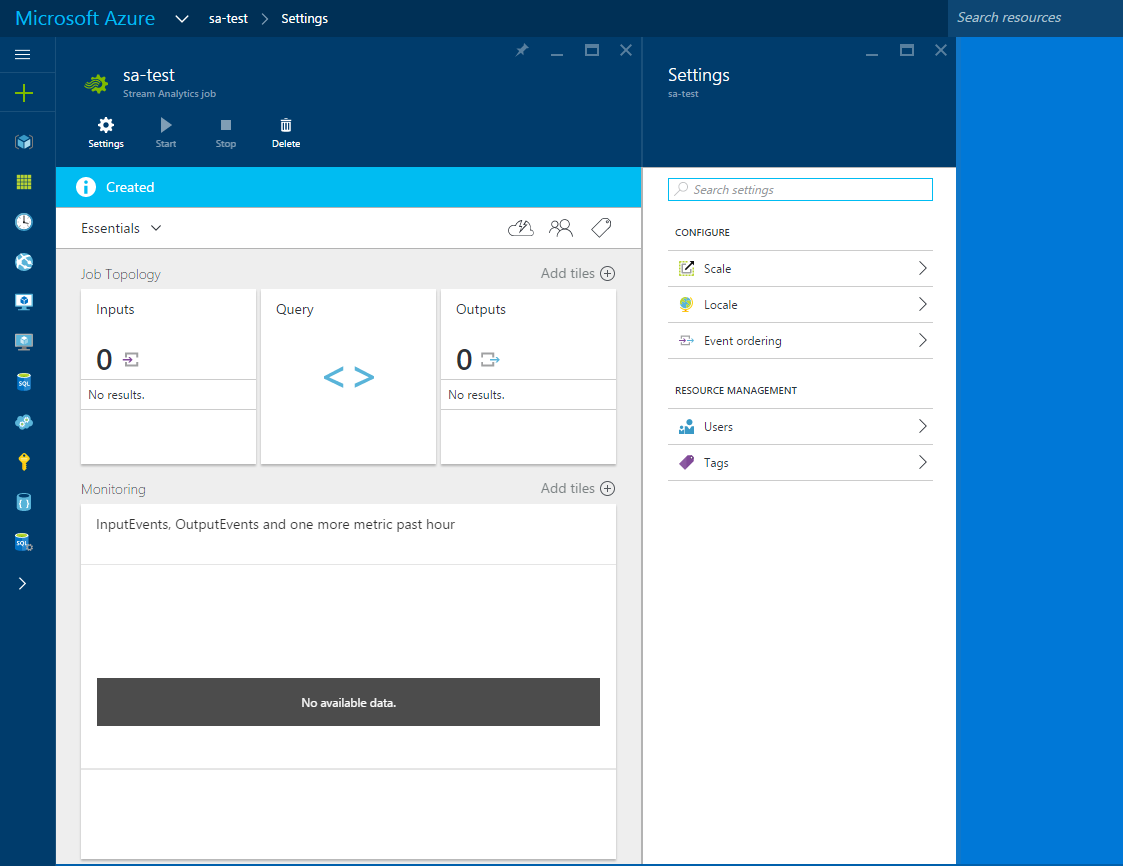 Microsoft Azure sa-test Settings Search resources
sa-test
Stream Analytics job
Settings Start Stop Delete
Created
Essentials
Job Topology Add tiles
Inputs
0
No results.
Query
< >
Outputs
0
No results.
Monitoring Add tiles
InputEvents, OutputEvents and one more metric past hour
No available data.
Settings
sa-test
Search settings
CONFIGURE
Scale
Locale
Event ordering
RESOURCE MANAGEMENT
Users
Tags
SQL
SQL